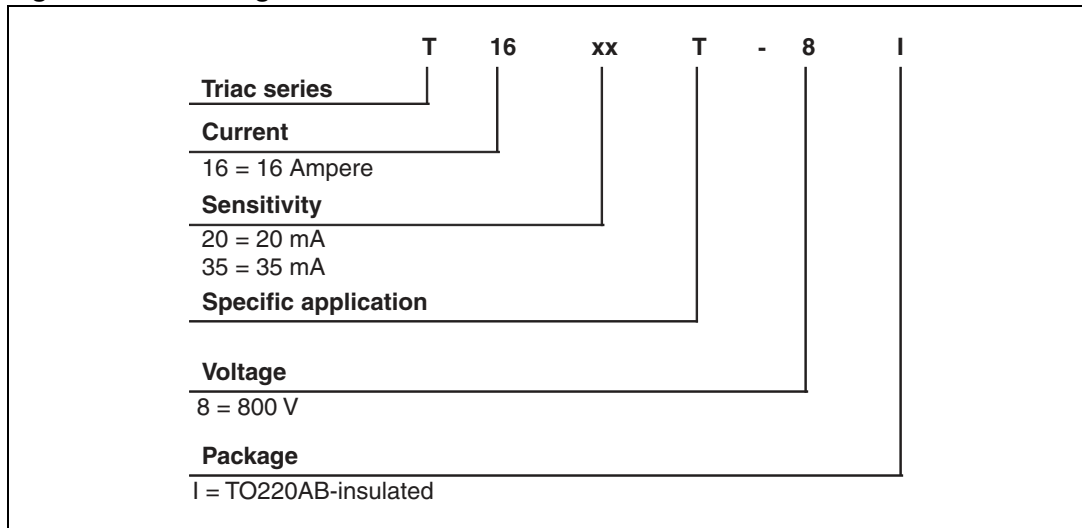 T 16 xx T - 8 I
Triac series
Current
16 = 16 Ampere
Sensitivity
20 = 20 mA
35 = 35 mA
Specific application
Voltage
8 = 800 V
Package
I = TO220AB-insulated